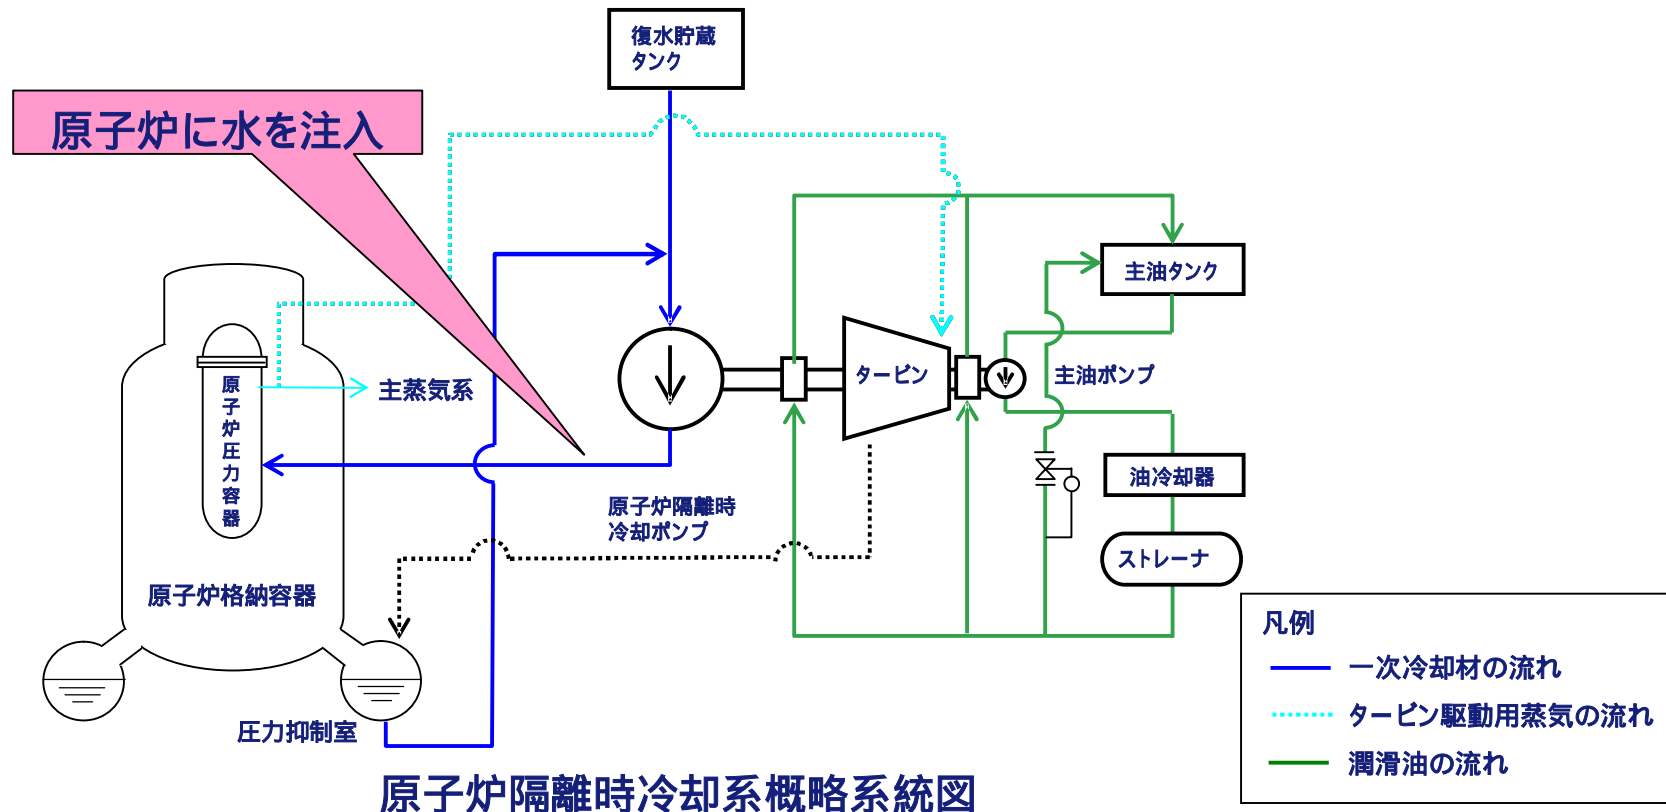 復水貯蔵
タンク
原子炉に水を注入
主油タンク
タービン
主油ポンプ
主蒸気系
原子炉圧力容器
油冷却器
原子炉隔離時
冷却ポンプ
ストレーナ
原子炉格納容器
圧力抑制室
凡例
一次冷却材の流れ
タービン駆動用蒸気の流れ
潤滑油の流れ
原子炉隔離時冷却系概略系統図